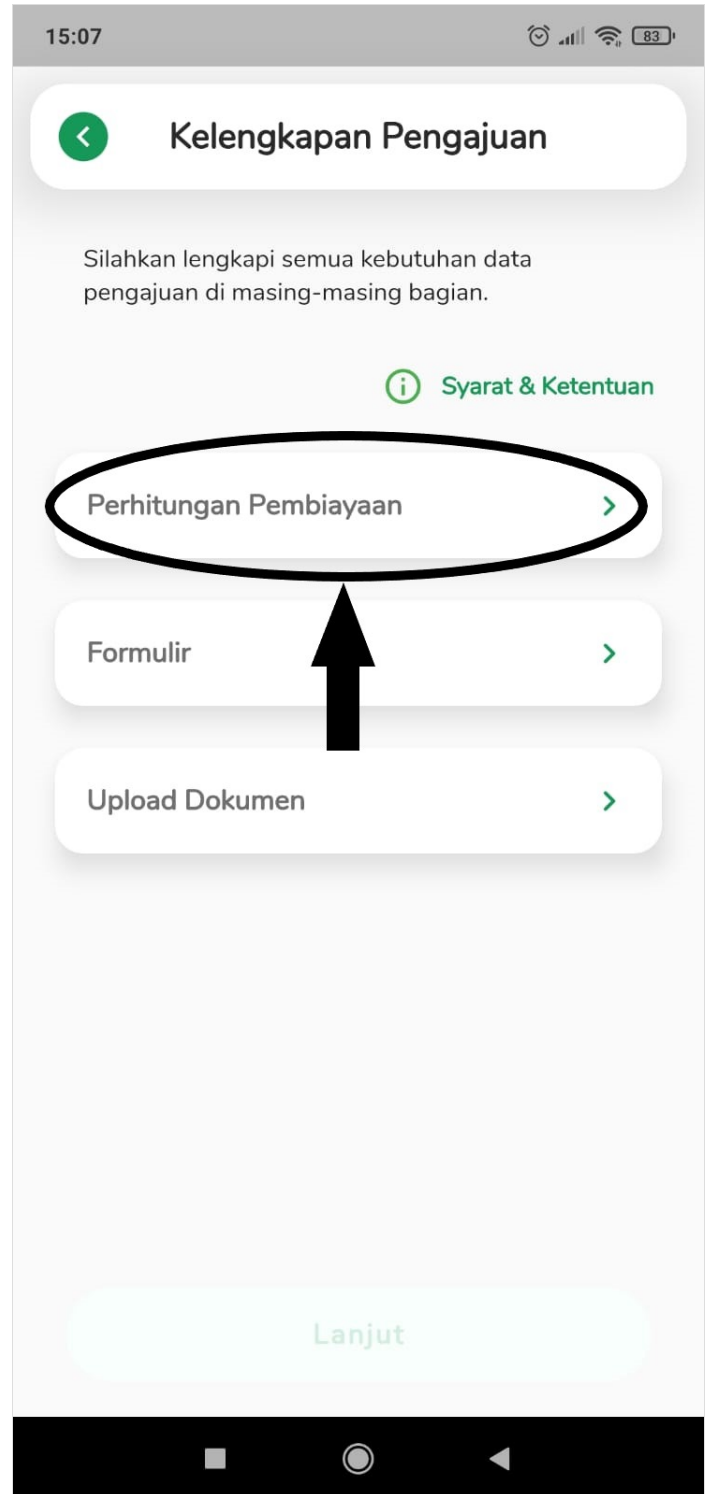 15:07
83
Kelengkapan Pengajuan
Silahkan lengkapi semua kebutuhan data
pengajuan di masing-masing bagian.
Syarat & Ketentuan
Perhitungan Pembiayaan
Formulir
Upload Dokumen
Lanjut